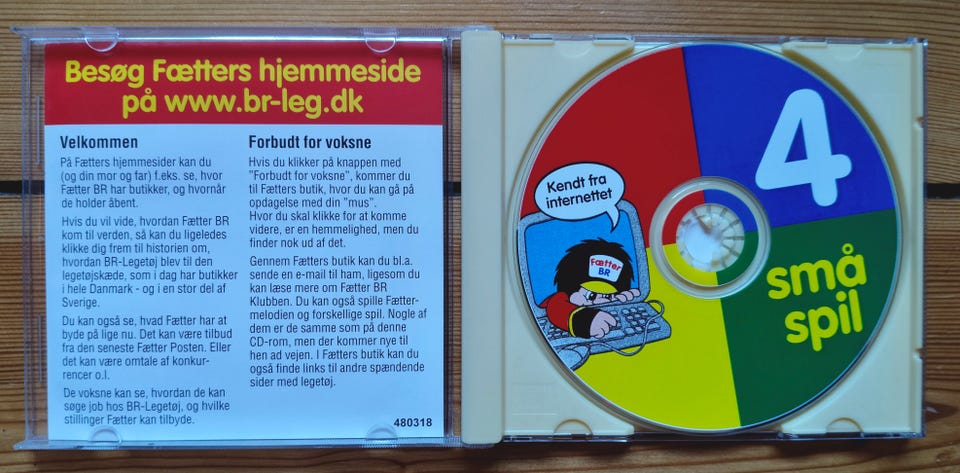 Besøg Fætters hjemmeside
på www.br-leg.dk
Velkommen
På Fætters hjemmesider kan du
(og din mor og far) f.eks. se, hvor
Fætter BR har butikker, og hvornår
de holder åbent.
Hvis du vil vide, hvordan Fætter BR
kom til verden, så kan du ligeledes
klikke dig frem til historien om,
hvordan BR-Legetøj blev til den
legetøjskæde, som i dag har butikker
i hele Danmark - og i en stor del af
Sverige.
Du kan også se, hvad Fætter har at
byde på lige nu. Det kan være tilbud
fra den seneste Fætter Posten. Eller
det kan være omtale af konkur-
rencer o.l.
De voksne kan se, hvordan de kan
søge job hos BR-Legetøj, og hvilke
stillinger Fætter kan tilbyde.
Forbudt for voksne
Hvis du klikker på knappen med
"Forbudt for voksne", kommer du
til Fætters butik, hvor du kan gå på
opdagelse med din "mus".
Hvor du skal klikke for at komme
videre, er en hemmelighed, men du
finder nok ud af det.
Gennem Fætters butik kan du bl.a.
sende en e-mail til ham, ligesom du
kan læse mere om Fætter BR
Klubben. Du kan også spille Fætter-
melodien og forskellige spil. Nogle af
dem er de samme som på denne
CD-rom, men der kommer nye til
hen ad vejen. I Fætters butik kan du
også finde links til andre spændende
sider med legetøj.
480318
4
små
spil
Kendt fra
internettet
Fætter
BR